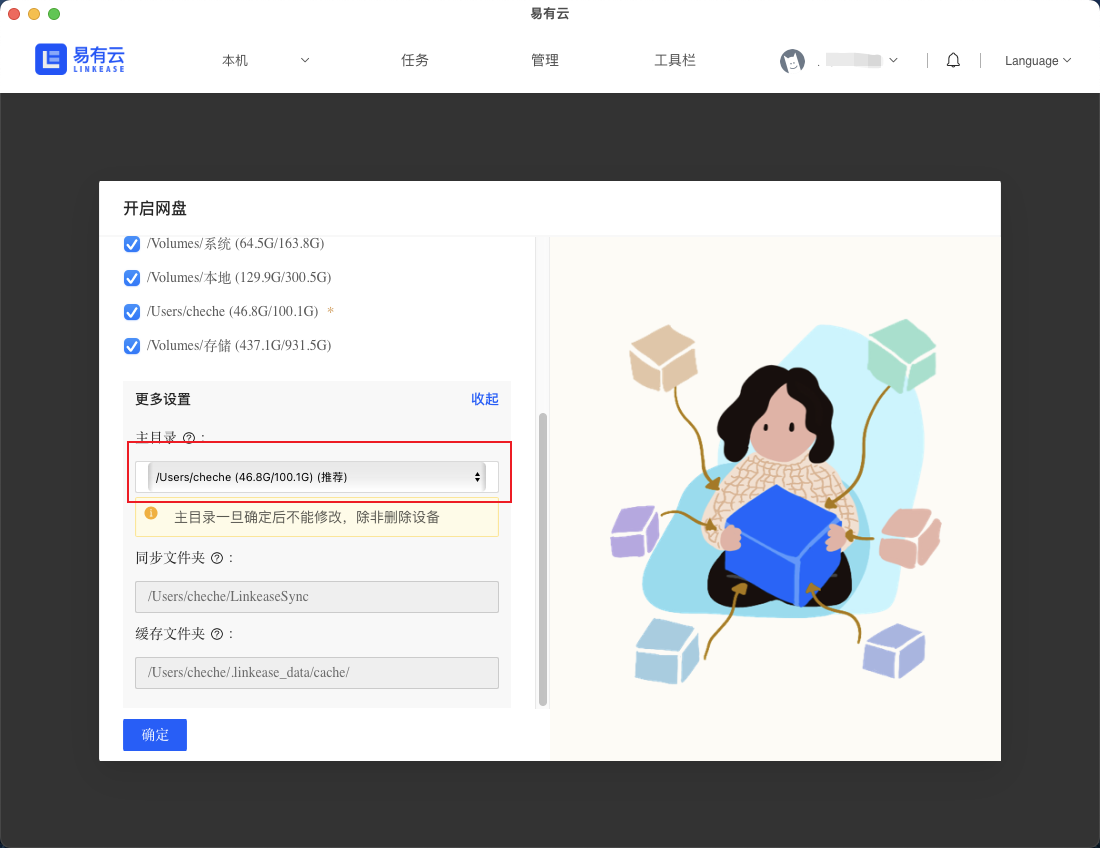 易有云
易有云
LINKEASE
本机
任务
管理
工具栏
Language
开启网盘
/Volumes/系统 (64.5G/163.8G)
/Volumes/本地 (129.9G/300.5G)
/Users/cheche (46.8G/100.1G) *
/Volumes/存储 (437.1G/931.5G)
更多设置 收起
主目录 ? :
/Users/cheche (46.8G/100.1G) (推荐)
主目录一旦确定后不能修改，除非删除设备
同步文件夹 ? :
/Users/cheche/LinkeaseSync
缓存文件夹 ? :
/Users/cheche/.linkease_data/cache/
确定